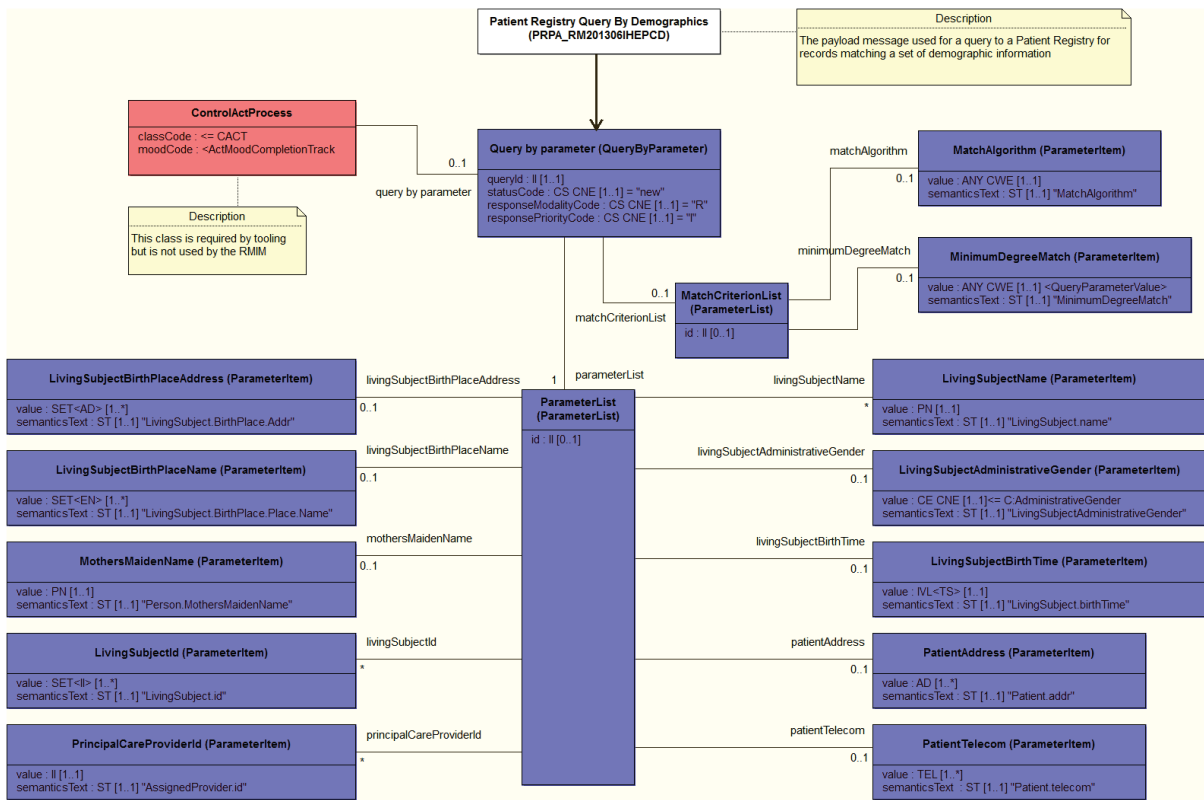 Patient Registry Query By Demographics
(PRPA_RM201306IHEPCD)
Description
The payload message used for a query to a Patient Registry for
records matching a set of demographic information
ControlActProcess
classCode : <= CACT
moodCode : <ActMoodCompletionTrack
0..1
query by parameter
Description
This class is required by tooling
but is not used by the RMIM
Query by parameter (QueryByParameter)
queryId : II [1..1]
statusCode : CS CNE [1..1] = "new"
responseModalityCode : CS CNE [1..1] = "R"
responsePriorityCode : CS CNE [1..1] = "I"
matchAlgorithm
0..1
MatchAlgorithm (ParameterItem)
value : ANY CWE [1..1]
semanticsText : ST [1..1] "MatchAlgorithm"
minimumDegreeMatch
0..1
MinimumDegreeMatch (ParameterItem)
value : ANY CWE [1..1] <QueryParameterValue>
semanticsText : ST [1..1] "MinimumDegreeMatch"
0..1
matchCriterionList
MatchCriterionList
(ParameterList)
id : II [0..1]
1
parameterList
ParameterList
(ParameterList)
id : II [0..1]
LivingSubjectBirthPlaceAddress (ParameterItem)
value : SET<AD> [1..*]
semanticsText : ST [1..1] "LivingSubject.BirthPlace.Addr"
livingSubjectBirthPlaceAddress
0..1
LivingSubjectBirthPlaceName (ParameterItem)
value : SET<EN> [1..*]
semanticsText : ST [1..1] "LivingSubject.BirthPlace.Place.Name"
livingSubjectBirthPlaceName
0..1
MothersMaidenName (ParameterItem)
value : PN [1..1]
semanticsText : ST [1..1] "Person.MothersMaidenName"
mothersMaidenName
0..1
LivingSubjectId (ParameterItem)
value : SET<II> [1..*]
semanticsText : ST [1..1] "LivingSubject.id"
livingSubjectId
*
PrincipalCareProviderId (ParameterItem)
value : II [1..1]
semanticsText : ST [1..1] "AssignedProvider.id"
principalCareProviderId
*
livingSubjectName
*
LivingSubjectName (ParameterItem)
value : PN [1..1]
semanticsText : ST [1..1] "LivingSubject.name"
livingSubjectAdministrativeGender
0..1
LivingSubjectAdministrativeGender (ParameterItem)
value : CE CNE [1..1]<= C:AdministrativeGender
semanticsText : ST [1..1] "LivingSubjectAdministrativeGender"
livingSubjectBirthTime
0..1
LivingSubjectBirthTime (ParameterItem)
value : IVL<TS> [1..1]
semanticsText : ST [1..1] "LivingSubject.birthTime"
patientAddress
0..1
PatientAddress (ParameterItem)
value : AD [1..*]
semanticsText : ST [1..1] "Patient.addr"
patientTelecom
0..1
PatientTelecom (ParameterItem)
value : TEL [1..*]
semanticsText : ST [1..1] "Patient.telecom"